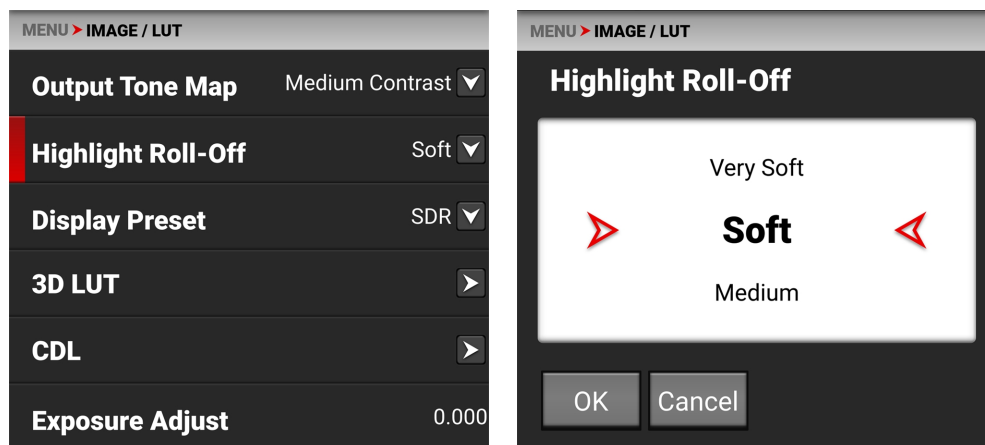 MENU IMAGE / LUT
Output Tone Map Medium Contrast
Highlight Roll-Off Soft
Display Preset SDR
3D LUT
CDL
Exposure Adjust 0.000
MENU IMAGE / LUT
Highlight Roll-Off
Very Soft
Soft
Medium
OK Cancel